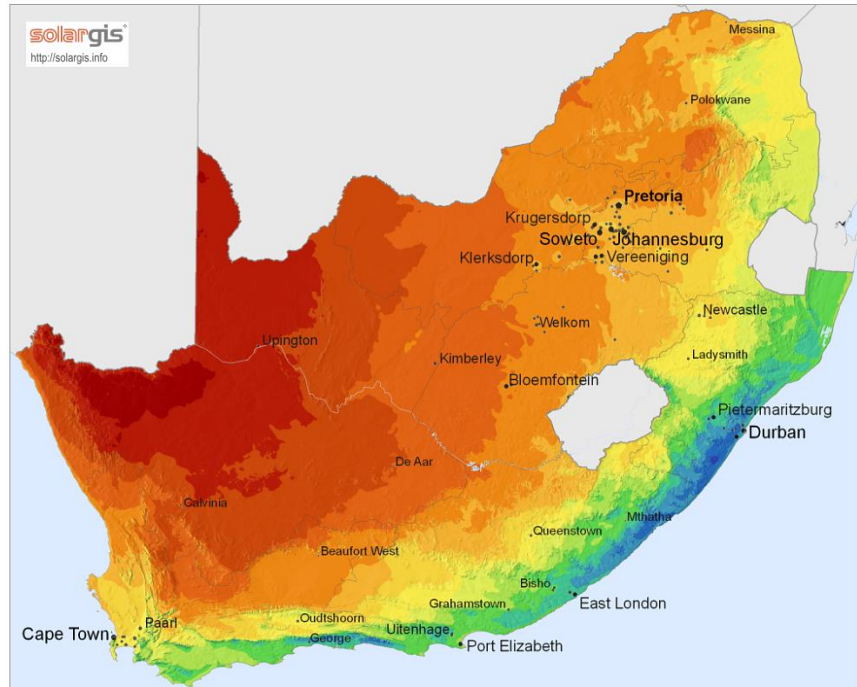 solargis
http://solargis.info
Messina
Polokwane
Pretoria
Krugersdorp
Soweto
Johannesburg
Klerksdorp
Vereeniging
Newcastle
Welkom
Upington
Kimberley
Ladysmith
Bloemfontein
Pietermaritzburg
Durban
De Aar
Calvinia
Mthatha
Queenstown
Beaufort West
Bisho
Grahamstown
East London
Oudtshoorn
Paarl
Cape Town
George
Uitenhage
Port Elizabeth